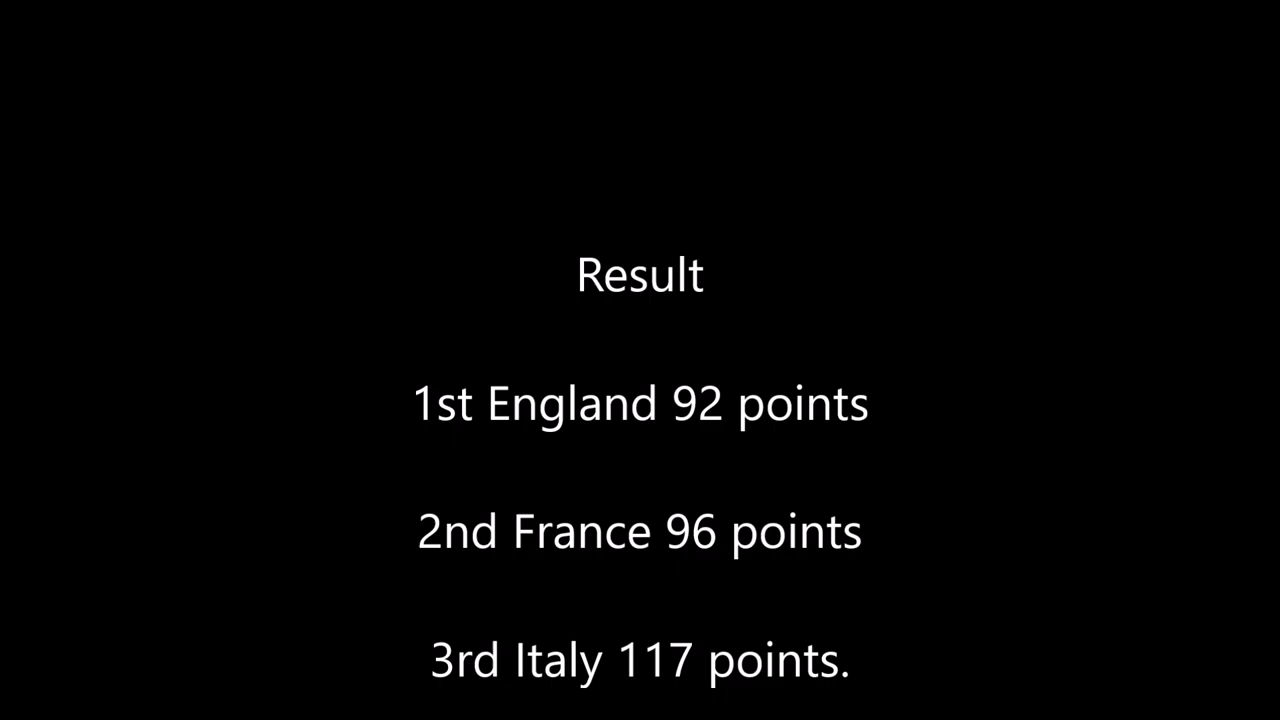 Result
1st England 92 points
2nd France 96 points
3rd Italy 117 points.